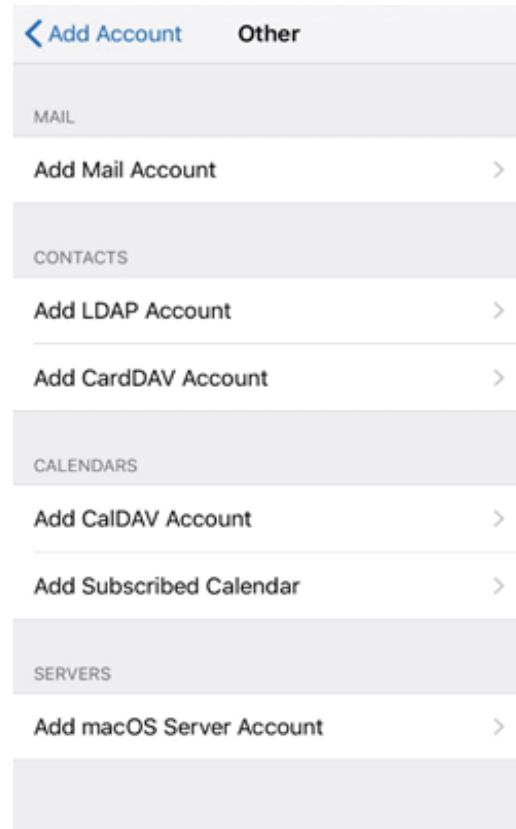 Add Account Other
MAIL
Add Mail Account
CONTACTS
Add LDAP Account
Add CardDAV Account
CALENDARS
Add CalDAV Account
Add Subscribed Calendar
SERVERS
Add macOS Server Account